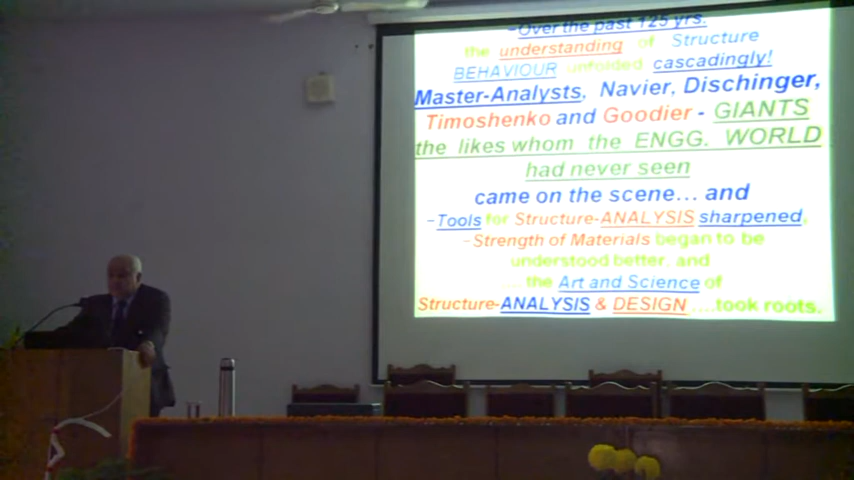 -Over the past 125 yrs.
the understanding of Structure
BEHAVIOUR unfolded cascadingly!
Master-Analysts, Navier, Dischinger,
Timoshenko and Goodier - GIANTS
the likes whom the ENGG. WORLD
had never seen
came on the scene... and
-Tools for Structure-ANALYSIS sharpened,
-Strength of Materials began to be
understood better, and
... the Art and Science of
Structure-ANALYSIS & DESIGN ....took roots.